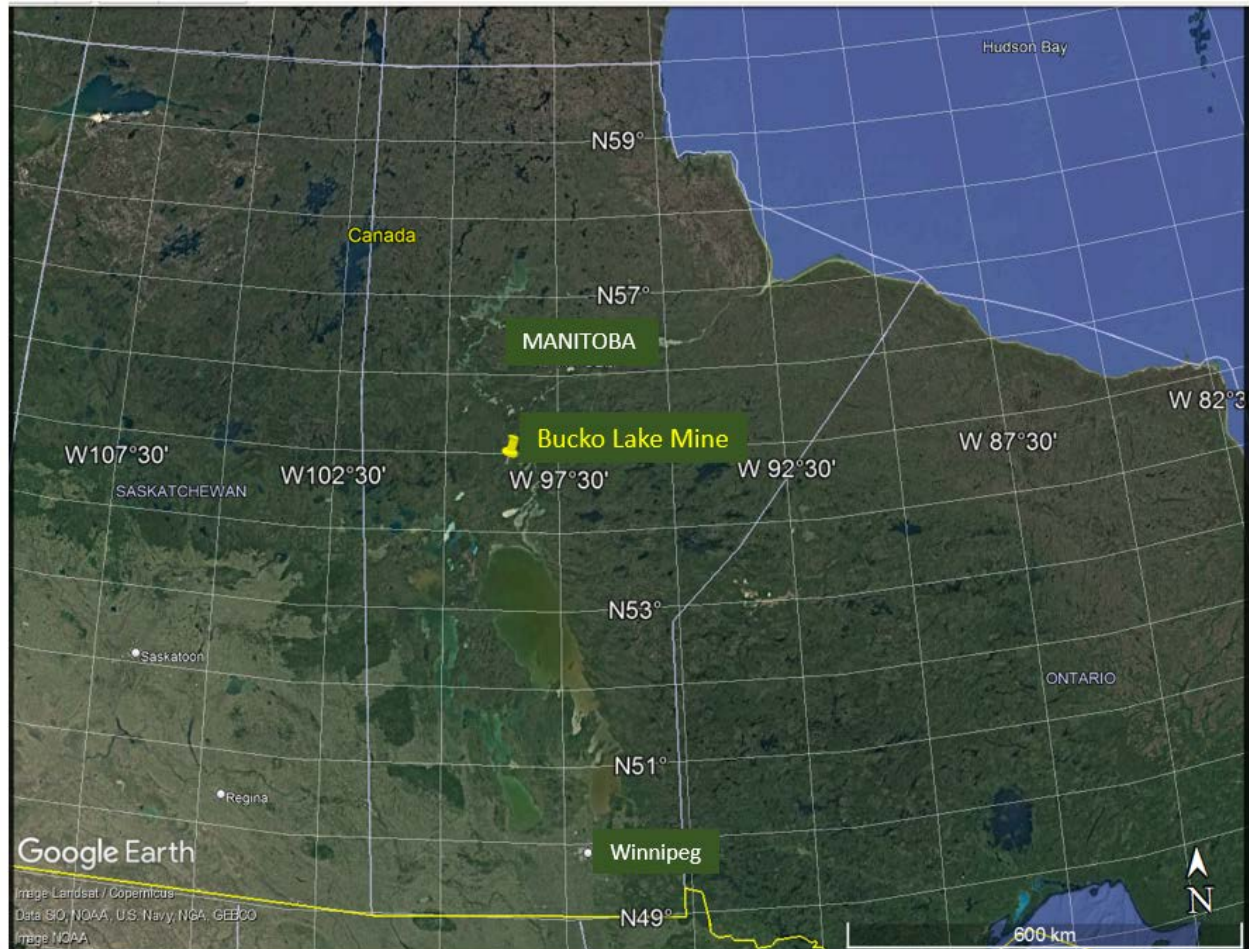 Hudson Bay
N59°
Canada
N57°
MANITOBA
W 82°3
Bucko Lake Mine
W107°30'
W102°30'
W 97°30'
W 92°30'
W 87°30'
SASKATCHEWAN
N53°
Saskatoon
ONTARIO
N51°
Regina
Google Earth
Winnipeg
Image Landsat / Copernicus
Data SIO, NOAA, U.S. Navy, NGA, GEBCO
Image NOAA
N49°
N
600 km